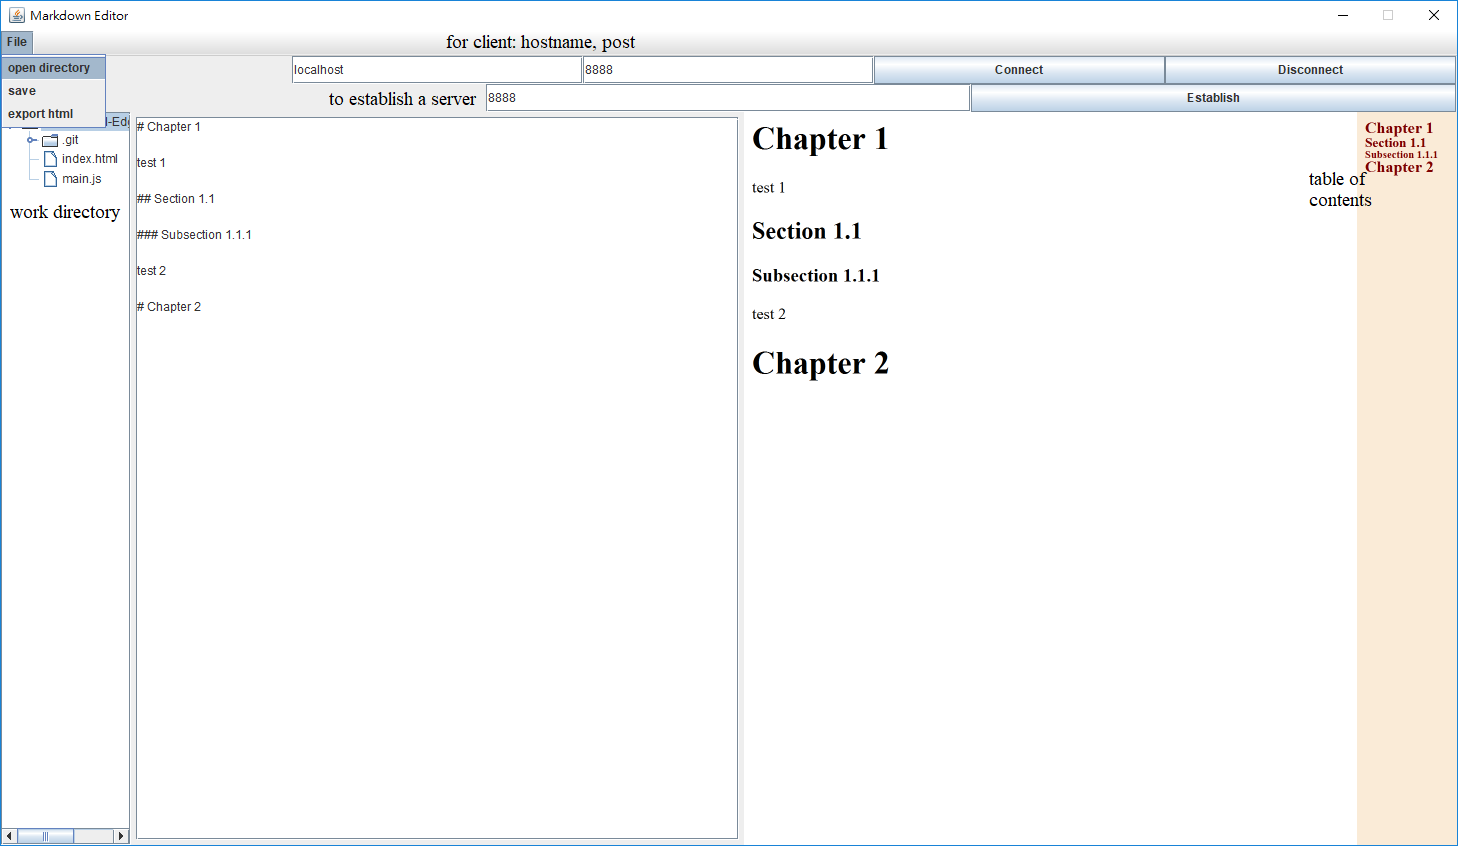 Markdown Editor
File
for client: hostname, post
open directory
save
export html
localhost
8888
Connect
Disconnect
to establish a server
8888
Establish
.git
index.html
main.js
work directory
# Chapter 1
test 1
## Section 1.1
### Subsection 1.1.1
test 2
# Chapter 2
Chapter 1
test 1
Section 1.1
Subsection 1.1.1
test 2
Chapter 2
Chapter 1
Section 1.1
Subsection 1.1.1
Chapter 2
table of
contents